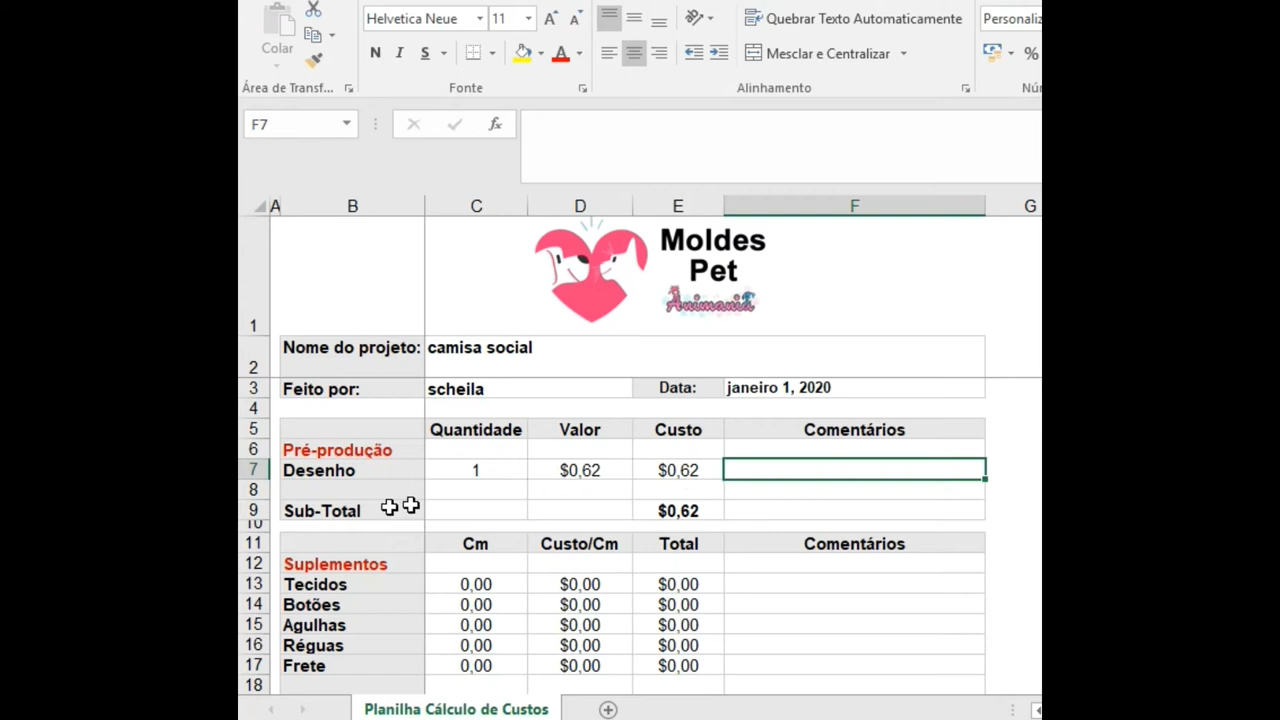 Helvetica Neue 11 A A Quebrar Texto Automaticamente Personaliz
Colar
N I S A Mesclar e Centralizar %
Área de Transf... Fonte Alinhamento Nú
F7 fx
A B C D E F G
Moldes
Pet
Animania
1
2 Nome do projeto: camisa social
3 Feito por: scheila Data: janeiro 1, 2020
4
5 Quantidade Valor Custo Comentários
6 Pré-produção
7 Desenho 1 $0,62 $0,62
8
9 Sub-Total $0,62
10
11 Cm Custo/Cm Total Comentários
12 Suplementos
13 Tecidos 0,00 $0,00 $0,00
14 Botões 0,00 $0,00 $0,00
15 Agulhas 0,00 $0,00 $0,00
16 Réguas 0,00 $0,00 $0,00
17 Frete 0,00 $0,00 $0,00
18
Planilha Cálculo de Custos